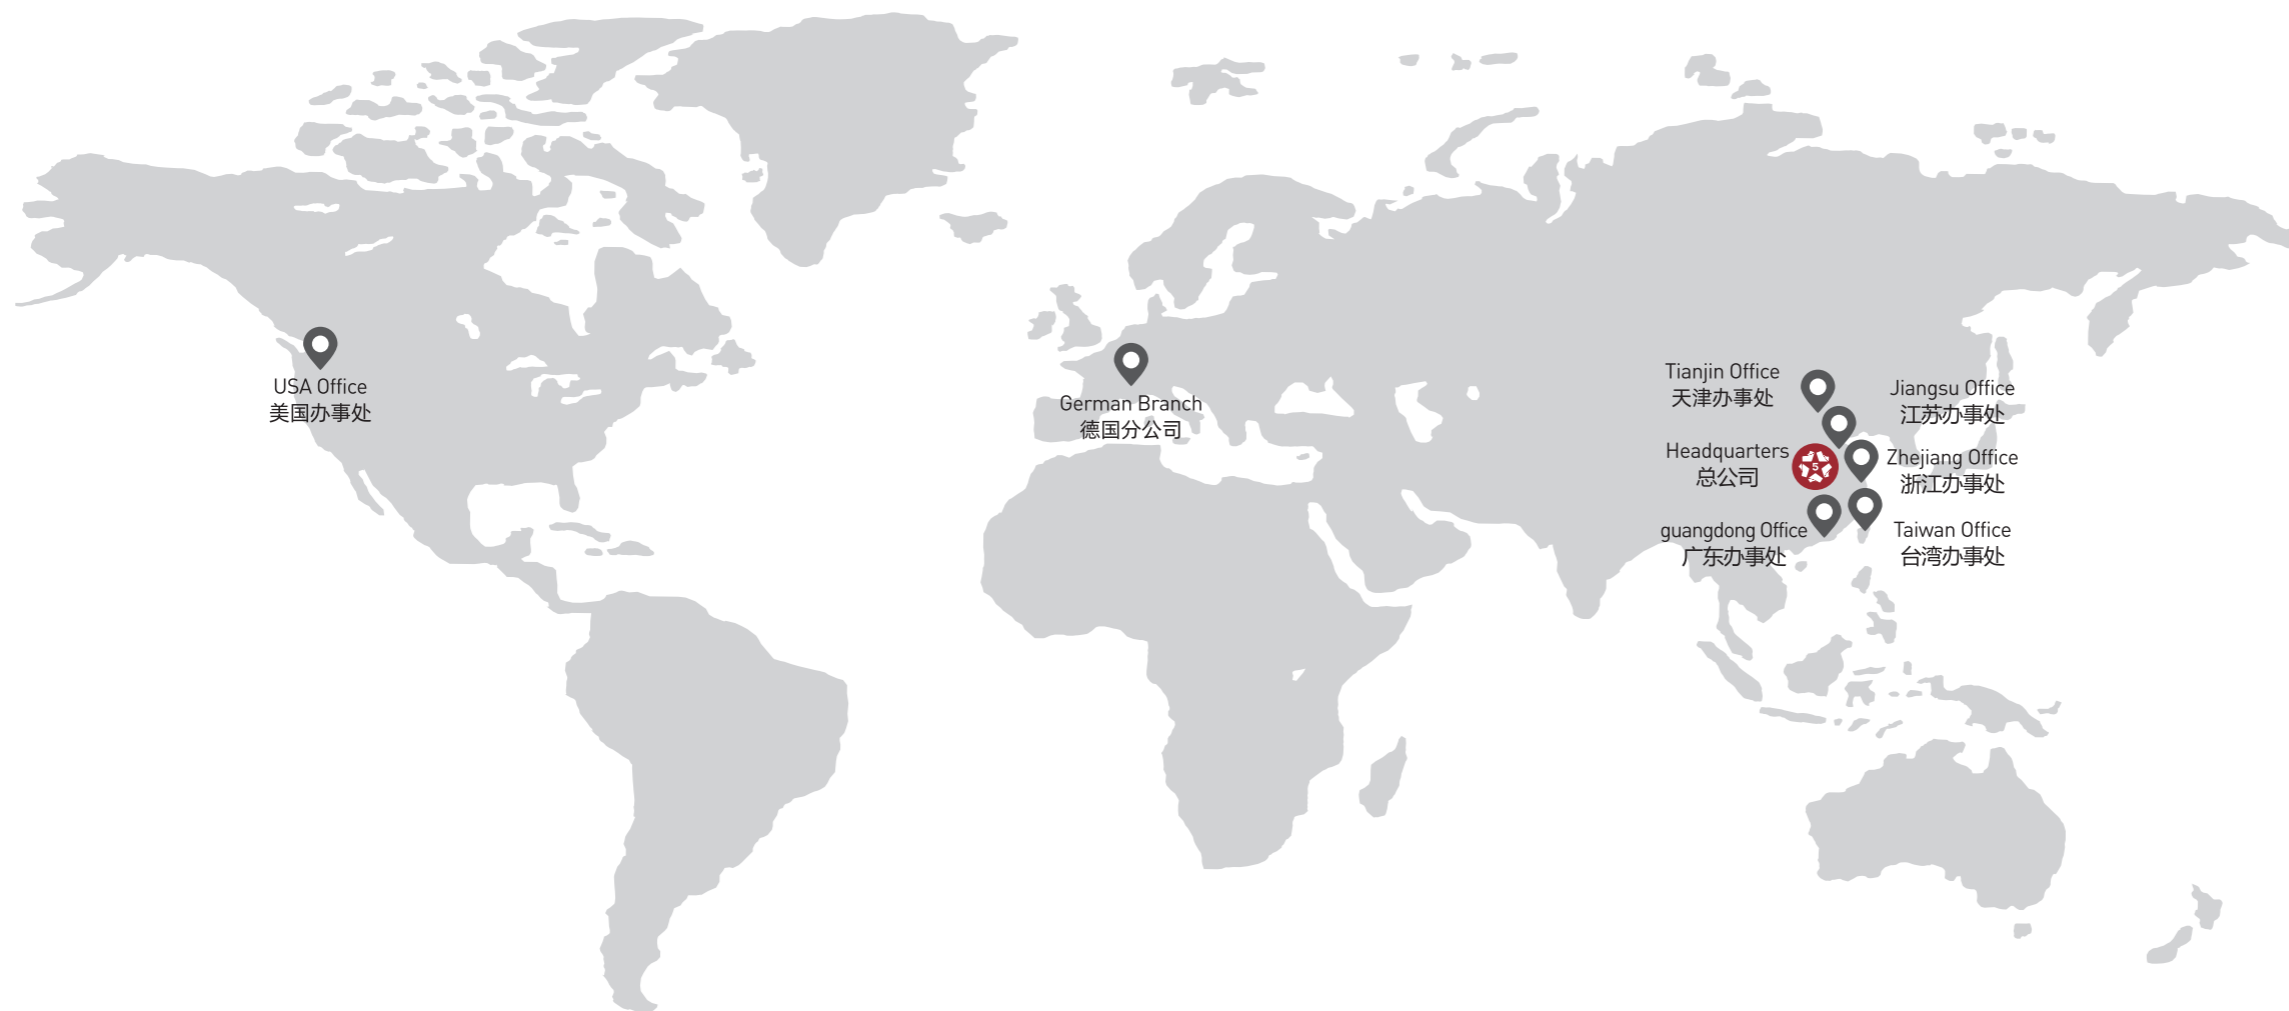 USA Office
美国办事处
German Branch
德国分公司
Tianjin Office
天津办事处
Jiangsu Office
江苏办事处
Headquarters
总公司
5
Zhejiang Office
浙江办事处
guangdong Office
广东办事处
Taiwan Office
台湾办事处